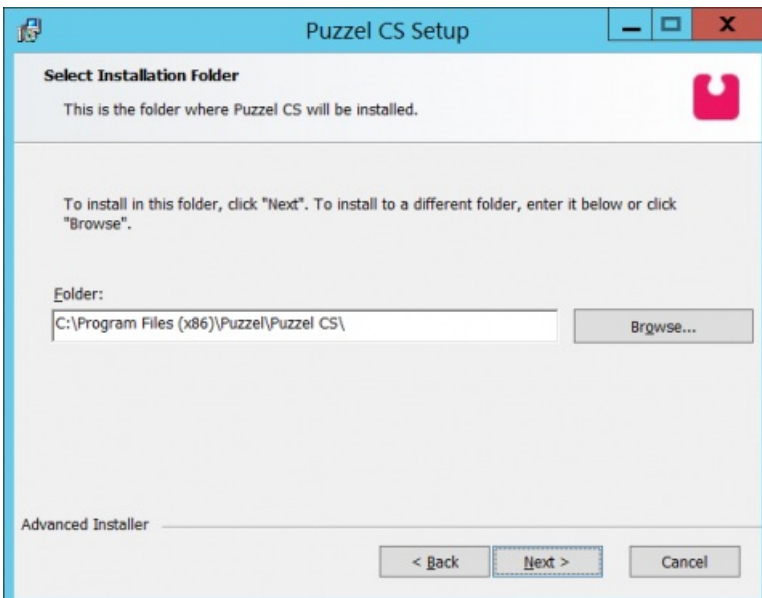 Puzzel CS Setup
Select Installation Folder
This is the folder where Puzzel CS will be installed.
To install in this folder, click "Next". To install to a different folder, enter it below or click
"Browse".
Folder:
C:\Program Files (x86)\Puzzel\Puzzel CS\
Browse...
Advanced Installer
< Back
Next >
Cancel